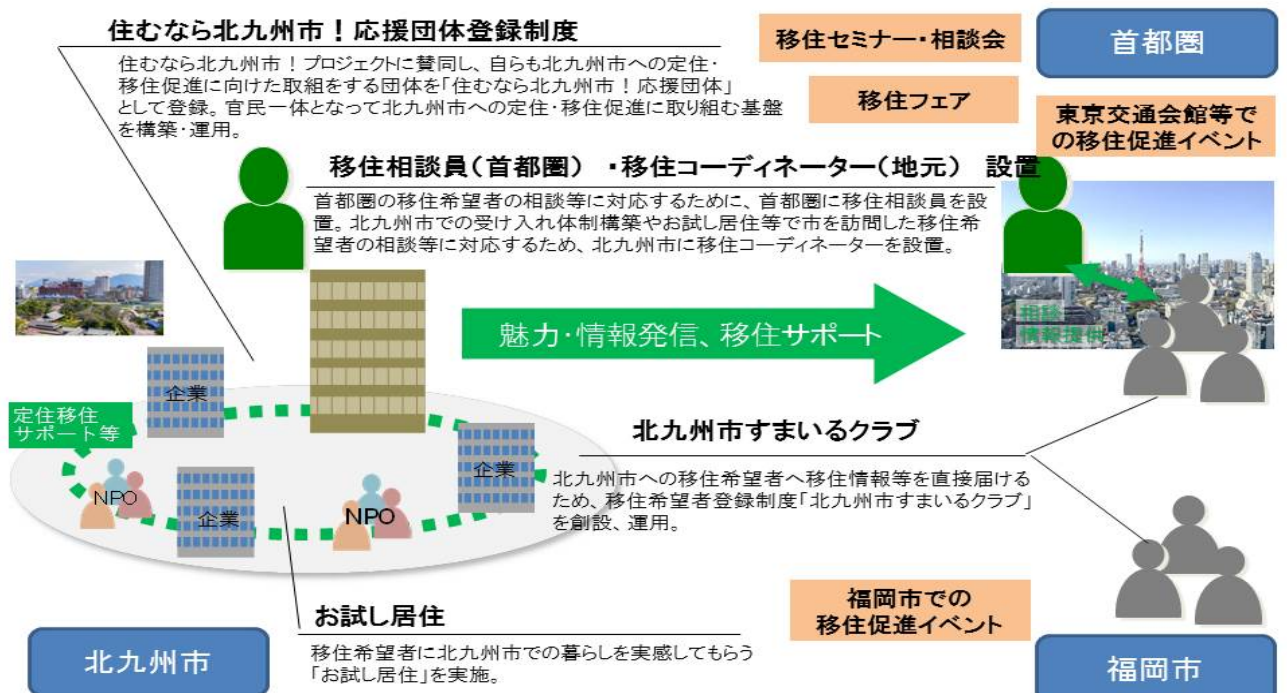 住むなら北九州市！応援団体登録制度
住むなら北九州市！プロジェクトに賛同し、自らも北九州市への定住・
移住促進に向けた取組をする団体を「住むなら北九州市！応援団体」
として登録。官民一体となって北九州市への定住・移住促進に取り組む基盤
を構築・運用。
移住セミナー・相談会
移住フェア
首都圏
東京交通会館等で
の移住促進イベント
移住相談員（首都圏）・移住コーディネーター（地元）　設置
首都圏の移住希望者の相談等に対応するために、首都圏に移住相談員を設
置。北九州市での受け入れ体制構築やお試し居住等で市を訪問した移住希
望者の相談等に対応するため、北九州市に移住コーディネーターを設置。
魅力・情報発信、移住サポート
相談
情報提供
企業
定住移住
サポート等
NPO
企業
NPO
企業
北九州市すまいるクラブ
北九州市への移住希望者へ移住情報等を直接届ける
ため、移住希望者登録制度「北九州市すまいるクラブ」
を創設、運用。
お試し居住
移住希望者に北九州市での暮らしを実感してもらう
「お試し居住」を実施。
福岡市での
移住促進イベント
北九州市
福岡市